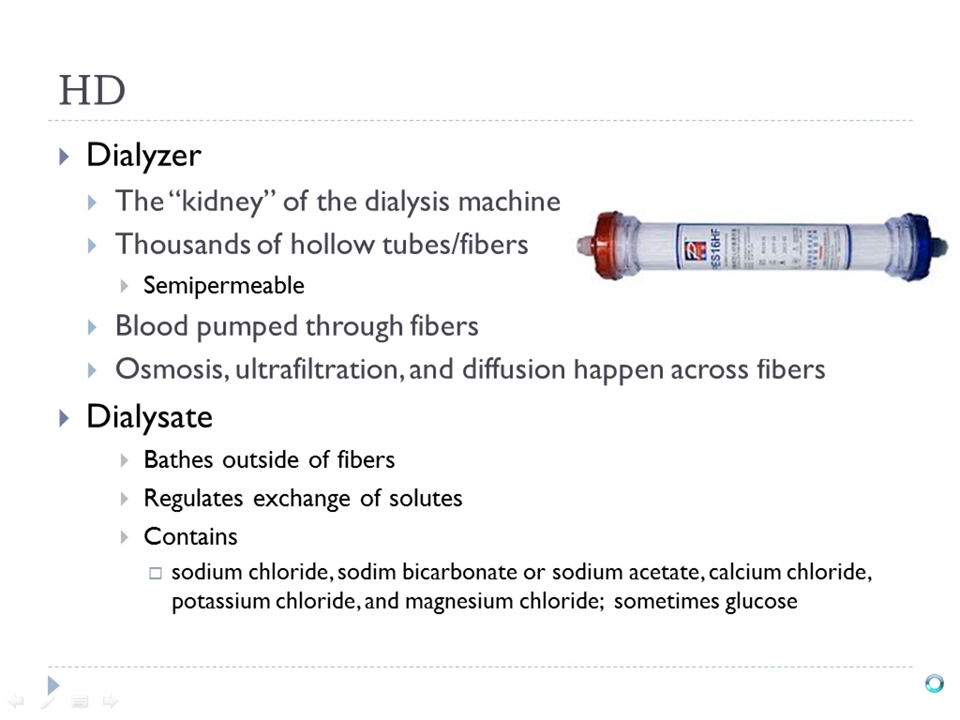 HD
Dialyzer
The “kidney” of the dialysis machine
Thousands of hollow tubes/fibers
Semipermeable
Blood pumped through fibers
Osmosis, ultrafiltration, and diffusion happen across fibers
Dialysate
Bathes outside of fibers
Regulates exchange of solutes
Contains
sodium chloride, sodim bicarbonate or sodium acetate, calcium chloride,
potassium chloride, and magnesium chloride; sometimes glucose